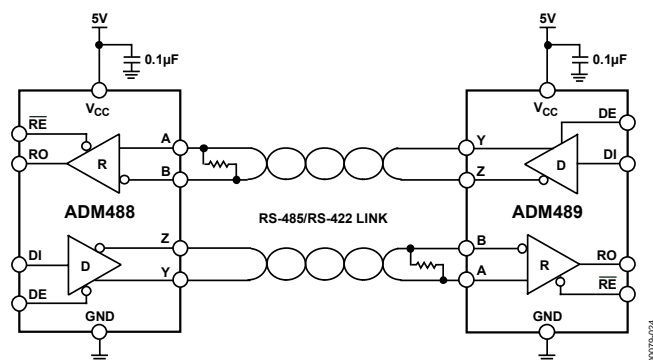 5V
0.1µF
VCC
RE
RO
R
A
B
ADM488
DI
DE
D
Z
Y
GND
RS-485/RS-422 LINK
5V
0.1µF
VCC
Y
Z
D
DE
DI
ADM489
B
A
R
RO
RE
GND